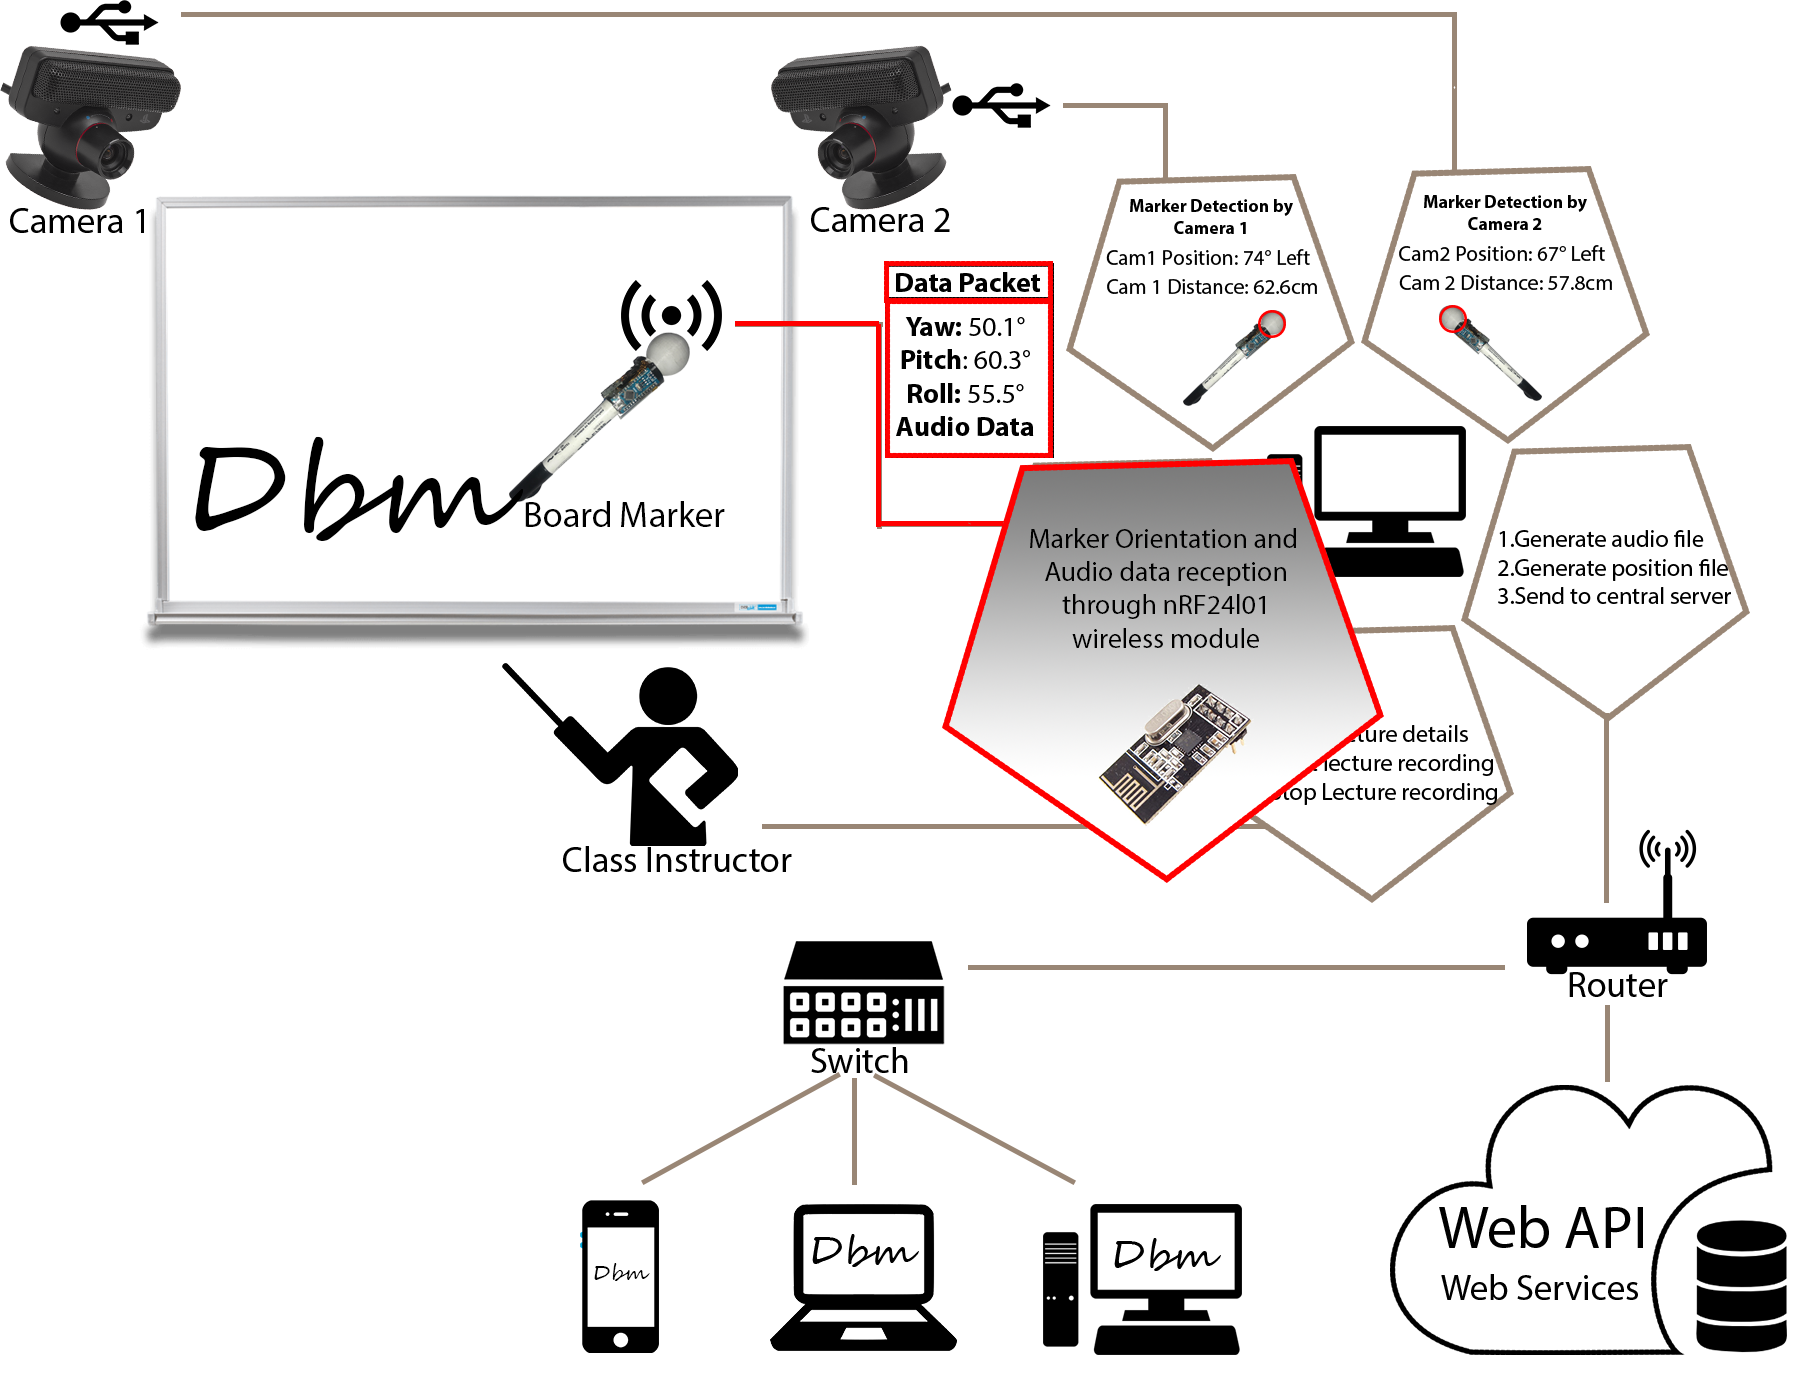 Camera 1
Camera 2
Marker Detection by
Camera 1
Cam1 Position: 74° Left
Cam 1 Distance: 62.6cm
Marker Detection by
Camera 2
Cam2 Position: 67° Left
Cam 2 Distance: 57.8cm
Data Packet
Yaw: 50.1°
Pitch: 60.3°
Roll: 55.5°
Audio Data
Dbm
Board Marker
Marker Orientation and
Audio data reception
through nRF24l01
wireless module
1.Generate audio file
2.Generate position file
3.Send to central server
details
lecture recording
Lecture recording
Class Instructor
Router
Switch
Dbm
Dbm
Dbm
Web API
Web Services